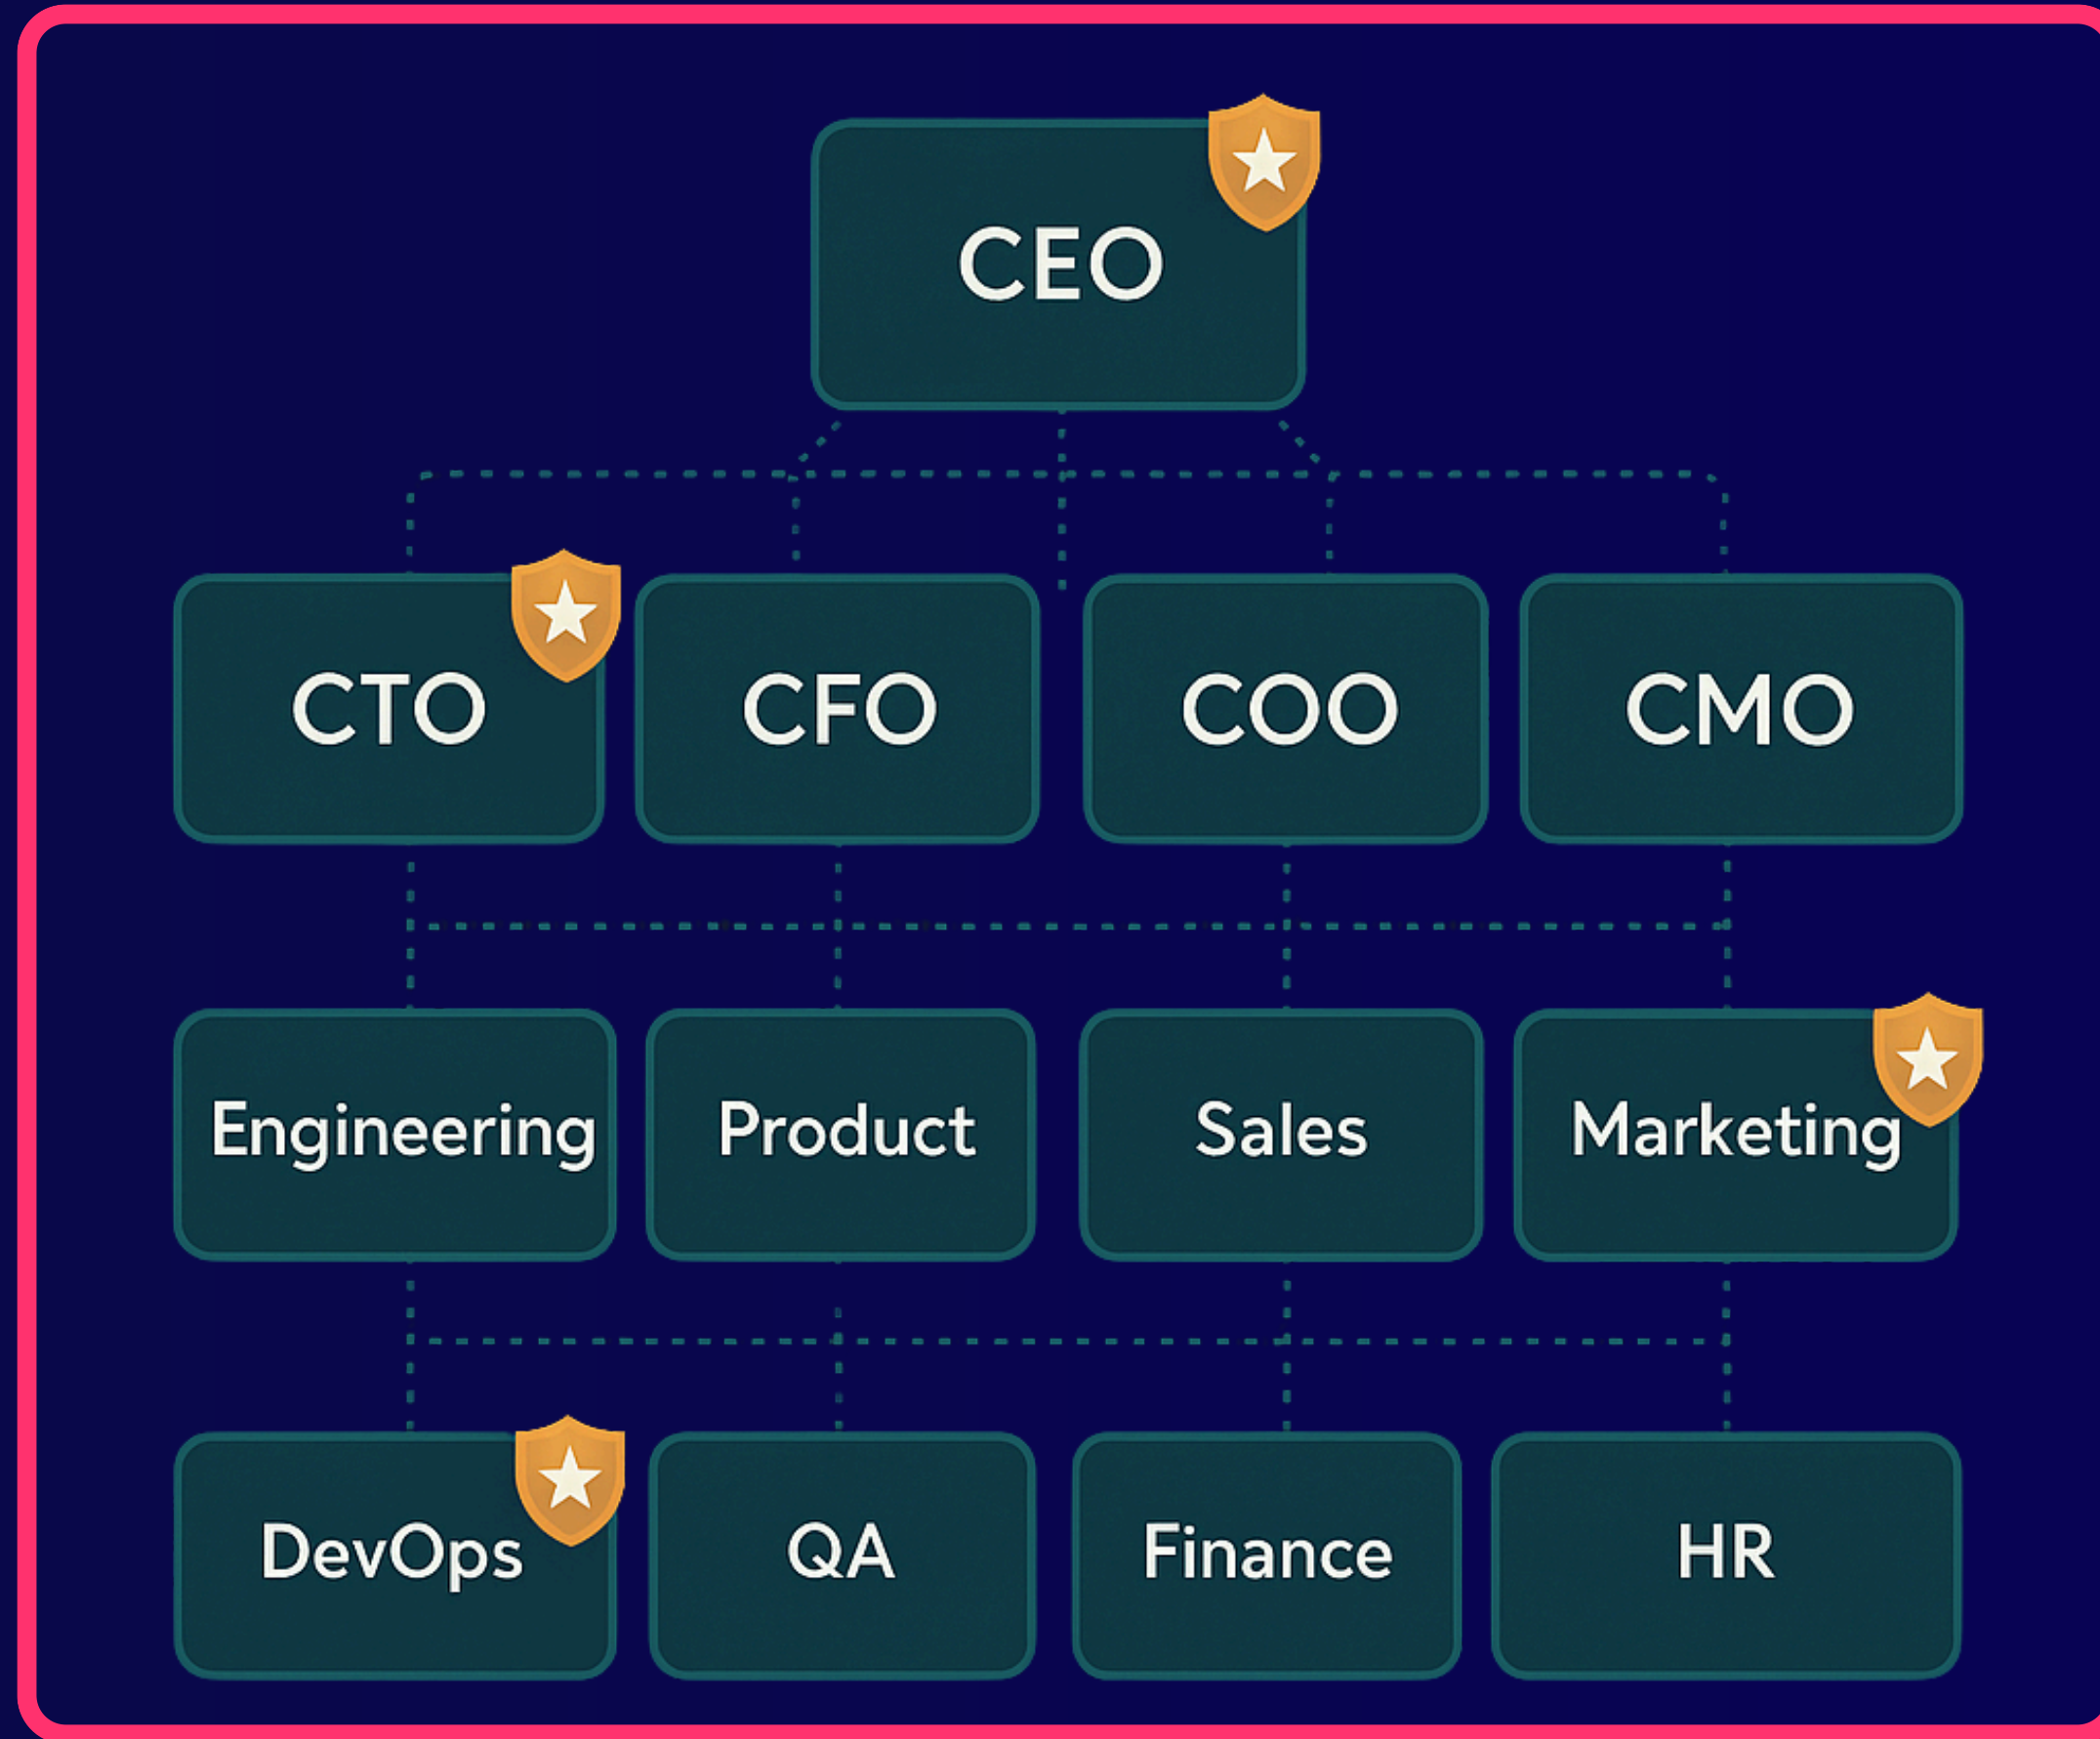 CEO
CTO
CFO
COO
CMO
Engineering
Product
Sales
Marketing
DevOps
QA
Finance
HR